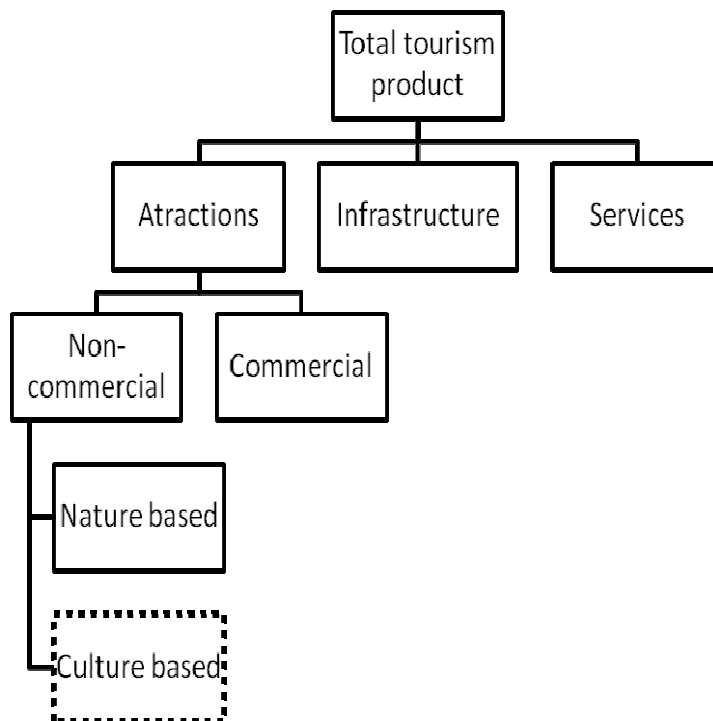 Total tourism
product
Atractions
Infrastructure
Services
Non-
commercial
Commercial
Nature based
Culture based